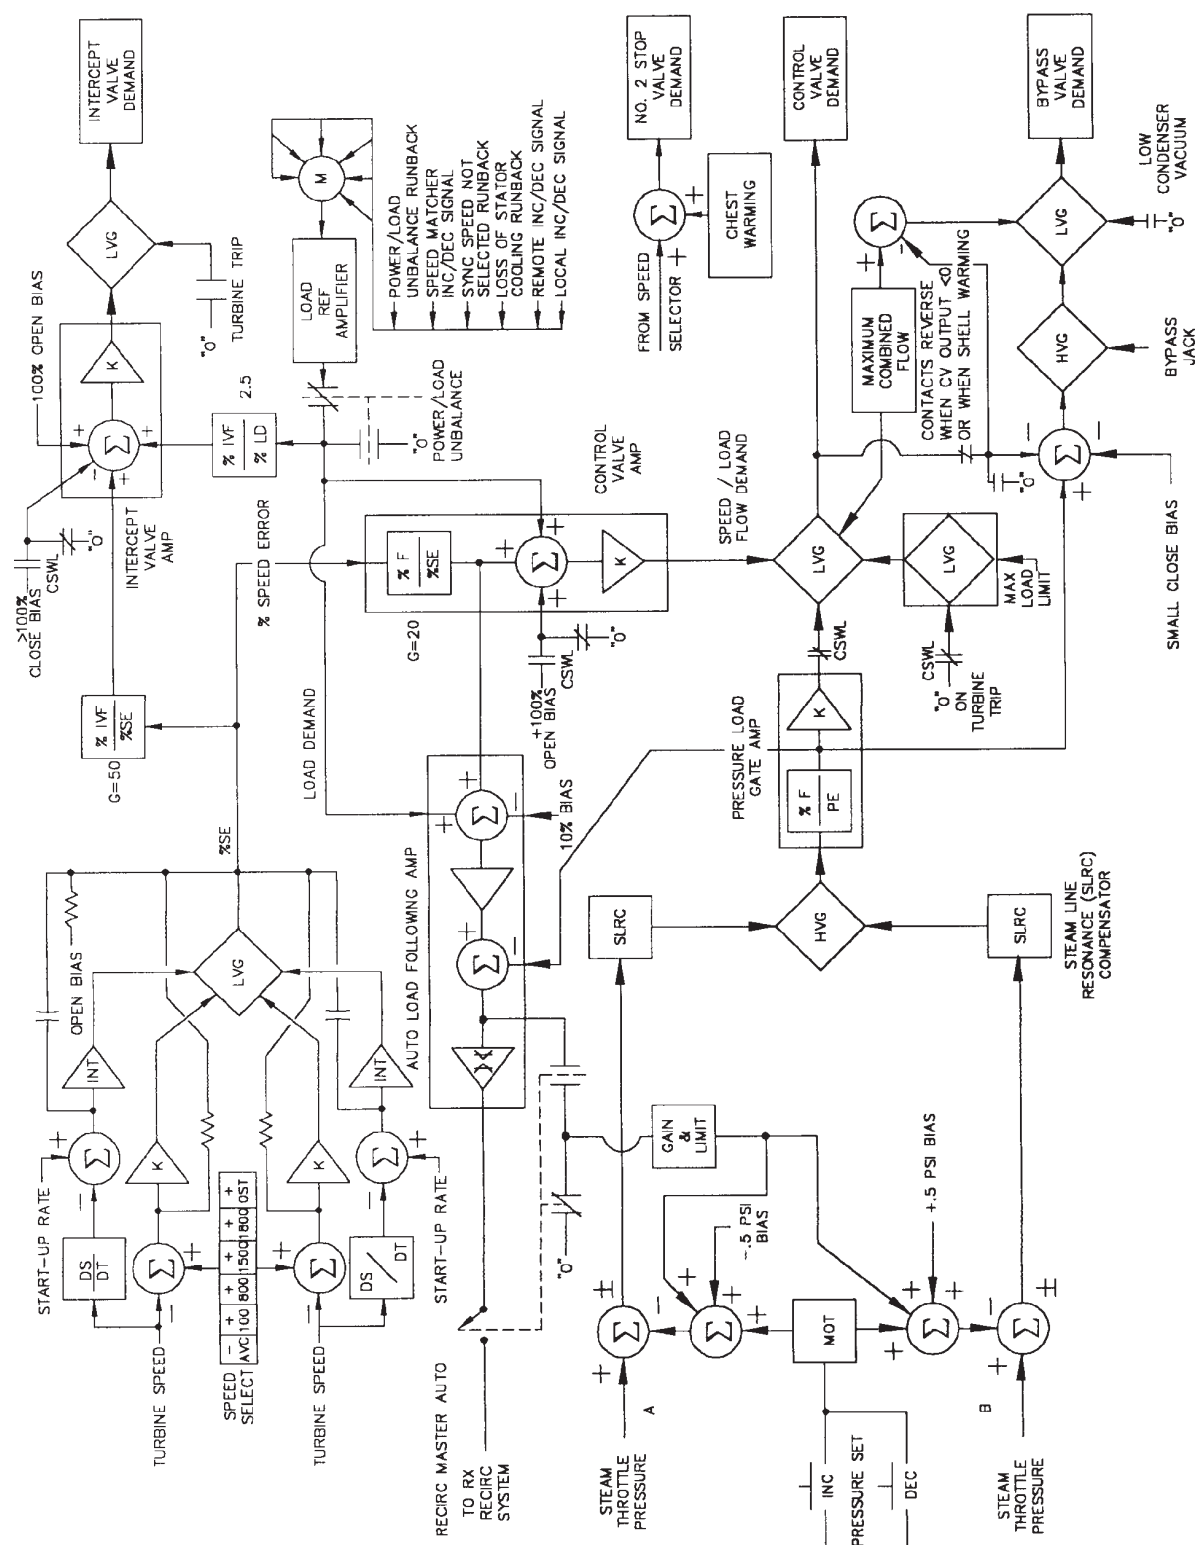 INTERCEPT
VALVE
DEMAND
LVG
"0"
TURBINE TRIP
100% OPEN BIAS
K
Σ
+
+
-
+
>100%
CLOSE BIAS
CSWL
"0"
INTERCEPT
VALVE
AMP
% IVF
%SE
G=50
% IVF
% LD
2.5
M
LOAD
REF
AMPLIFIER
POWER/LOAD
UNBALANCE RUNBACK
SPEED MATCHER
INC/DEC SIGNAL
SYNC SPEED NOT
SELECTED RUNBACK
LOSS OF STATOR
COOLING RUNBACK
REMOTE INC/DEC SIGNAL
LOCAL INC/DEC SIGNAL
"0"
POWER/LOAD
UNBALANCE
NO. 2 STOP
VALVE
DEMAND
Σ
+
FROM SPEED
SELECTOR +
CHEST
WARMING
CONTROL
VALVE
DEMAND
BYPASS
VALVE
DEMAND
LOW
CONDENSER
VACUUM
"0"
LVG
Σ
+
-
MAXIMUM
COMBINED
FLOW
CONTACTS REVERSE
WHEN CV OUTPUT <0
OR WHEN SHELL WARMING
HVG
BYPASS
JACK
Σ
-
-
+
"0"
SMALL CLOSE BIAS
% SPEED ERROR
% F
%SE
G=20
Σ
+
+
+
K
CONTROL
VALVE
AMP
SPEED / LOAD
FLOW DEMAND
+100%
OPEN BIAS
CSWL
"0"
LVG
LVG
MAX
LOAD
LIMIT
CSWL
"0"
ON
TURBINE
TRIP
CSWL
K
% F
PE
PRESSURE LOAD
GATE AMP
HVG
SLRC
SLRC
STEAM LINE
RESONANCE (SLRC)
COMPENSATOR
LOAD DEMAND
%SE
AUTO LOAD FOLLOWING AMP
Σ
+
+
-
10% BIAS
Σ
+
-
OPEN BIAS
LVG
INT
INT
K
K
START-UP RATE
Σ
+
-
DS
DT
Σ
+
-
TURBINE SPEED
SPEED
SELECT
- + + + + +
AVC 100 800 1500 1800 OST
Σ
+
-
TURBINE SPEED
DS
DT
Σ
+
-
START-UP RATE
RECIRC MASTER AUTO
TO RX
RECIRC
SYSTEM
"0"
GAIN
&
LIMIT
-.5 PSI
BIAS
Σ
+
-
±
A
STEAM
THROTTLE
PRESSURE
Σ
+
+
+
MOT
INC
PRESSURE SET
DEC
Σ
+
+
+
+.5 PSI BIAS
Σ
+
-
±
B
STEAM
THROTTLE
PRESSURE